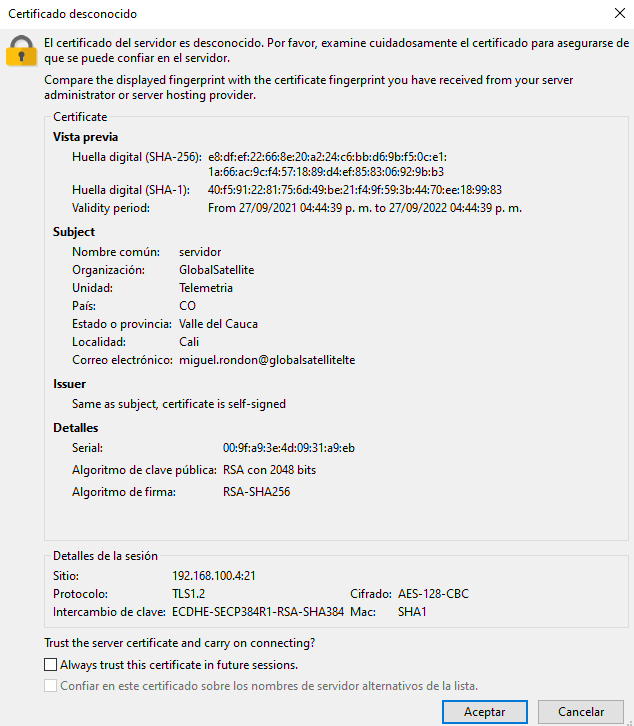 Certificado desconocido
El certificado del servidor es desconocido. Por favor, examine cuidadosamente el certificado para asegurarse de
que se puede confiar en el servidor.
Compare the displayed fingerprint with the certificate fingerprint you have received from your server
administrator or server hosting provider.
Certificate
Vista previa
Huella digital (SHA-256): e8:df:ef:22:66:8e:20:a2:24:c6:bb:d6:9b:f5:0c:e1:
1a:66:ac:9c:f4:57:18:89:d4:ef:85:83:06:92:9b:b3
Huella digital (SHA-1): 40:f5:91:22:81:75:6d:49:be:21:f4:9f:59:3b:44:70:ee:18:99:83
Validity period: From 27/09/2021 04:44:39 p. m. to 27/09/2022 04:44:39 p. m.
Subject
Nombre común: servidor
Organización: GlobalSatellite
Unidad: Telemetria
País: CO
Estado o provincia: Valle del Cauca
Localidad: Cali
Correo electrónico: miguel.rondon@globalsatellitelte
Issuer
Same as subject, certificate is self-signed
Detalles
Serial: 00:9f:a9:3e:4d:09:31:a9:eb
Algoritmo de clave pública: RSA con 2048 bits
Algoritmo de firma: RSA-SHA256
Detalles de la sesión
Sitio: 192.168.100.4:21
Protocolo: TLS1.2 Cifrado: AES-128-CBC
Intercambio de clave: ECDHE-SECP384R1-RSA-SHA384 Mac: SHA1
Trust the server certificate and carry on connecting?
Always trust this certificate in future sessions.
Confiar en este certificado sobre los nombres de servidor alternativos de la lista.
Aceptar Cancelar